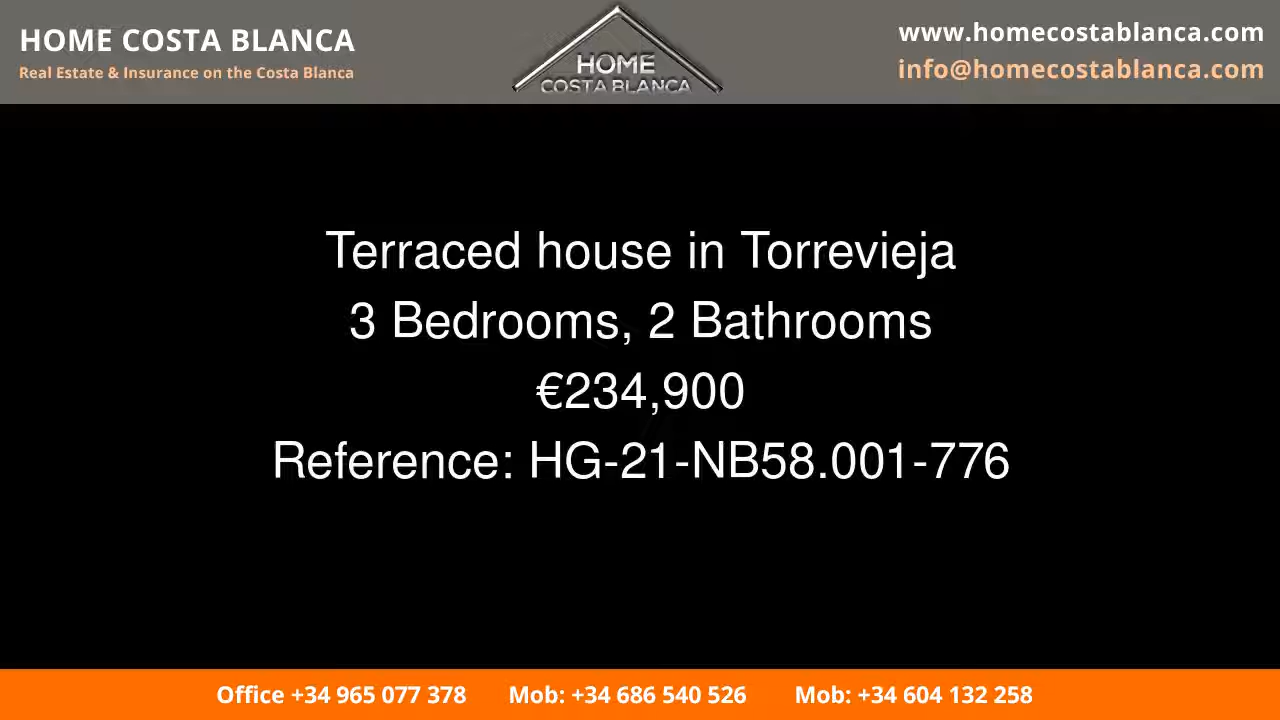 HOME COSTA BLANCA
Real Estate & Insurance on the Costa Blanca
HOME
COSTA BLANCA
www.homecostablanca.com
info@homecostablanca.com
Terraced house in Torrevieja
3 Bedrooms, 2 Bathrooms
€234,900
Reference: HG-21-NB58.001-776
Office +34 965 077 378 Mob: +34 686 540 526 Mob: +34 604 132 258